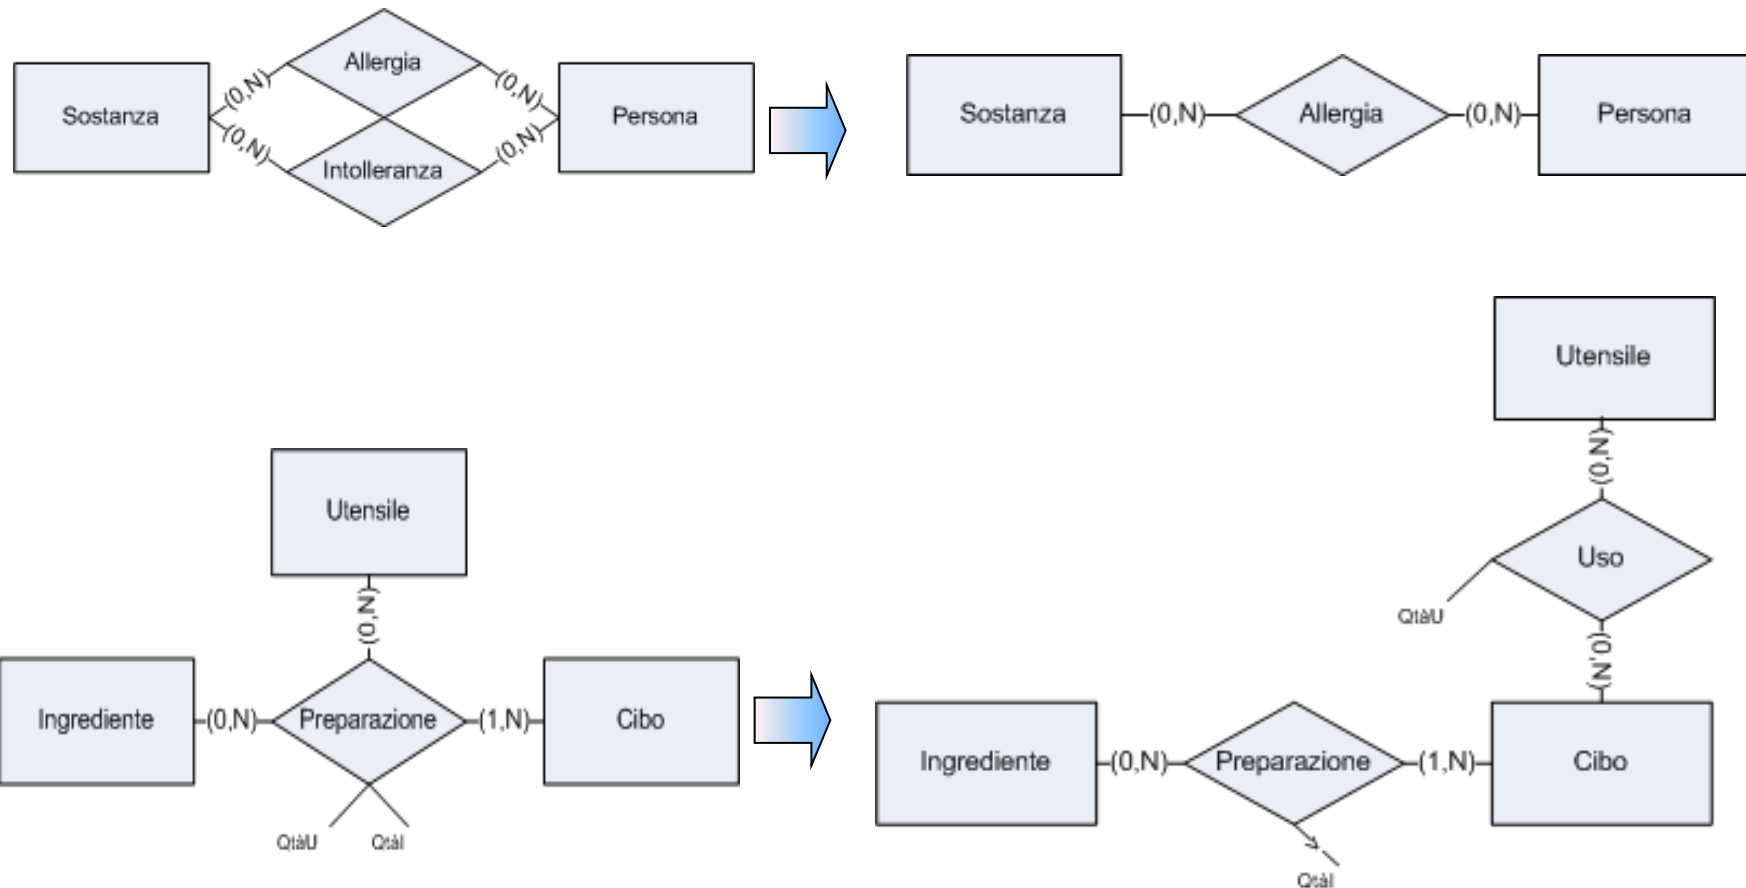 Allergia
Sostanza
(0,N)
(0,N)
Persona
(0,N)
(0,N)
Intolleranza
Sostanza
(0,N)
Allergia
(0,N)
Persona
Utensile
(0,N)
Ingrediente
(0,N)
Preparazione
(1,N)
Cibo
QtàU
QtàI
Utensile
(0,N)
Uso
QtàU
(0,N)
Ingrediente
(0,N)
Preparazione
(1,N)
Cibo
QtàI